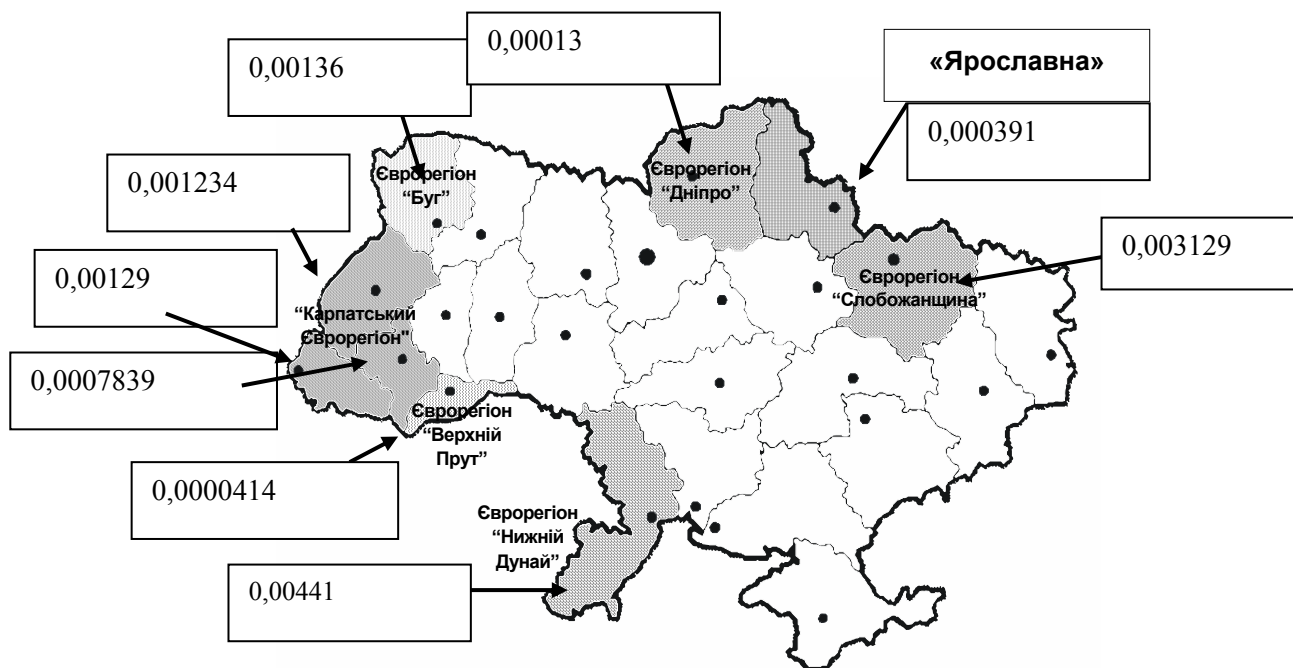 0,00013
0,00136
«Ярославна»
0,000391
0,001234
Єврорегіон
“Буг”
Єврорегіон
“Дніпро”
0,003129
0,00129
Єврорегіон
“Слобожанщина”
“Карпатський
Єврорегіон"
0,0007839
Єврорегіон
“Верхній
Прут”
0,0000414
Єврорегіон
“Нижній
Дунай”
0,00441